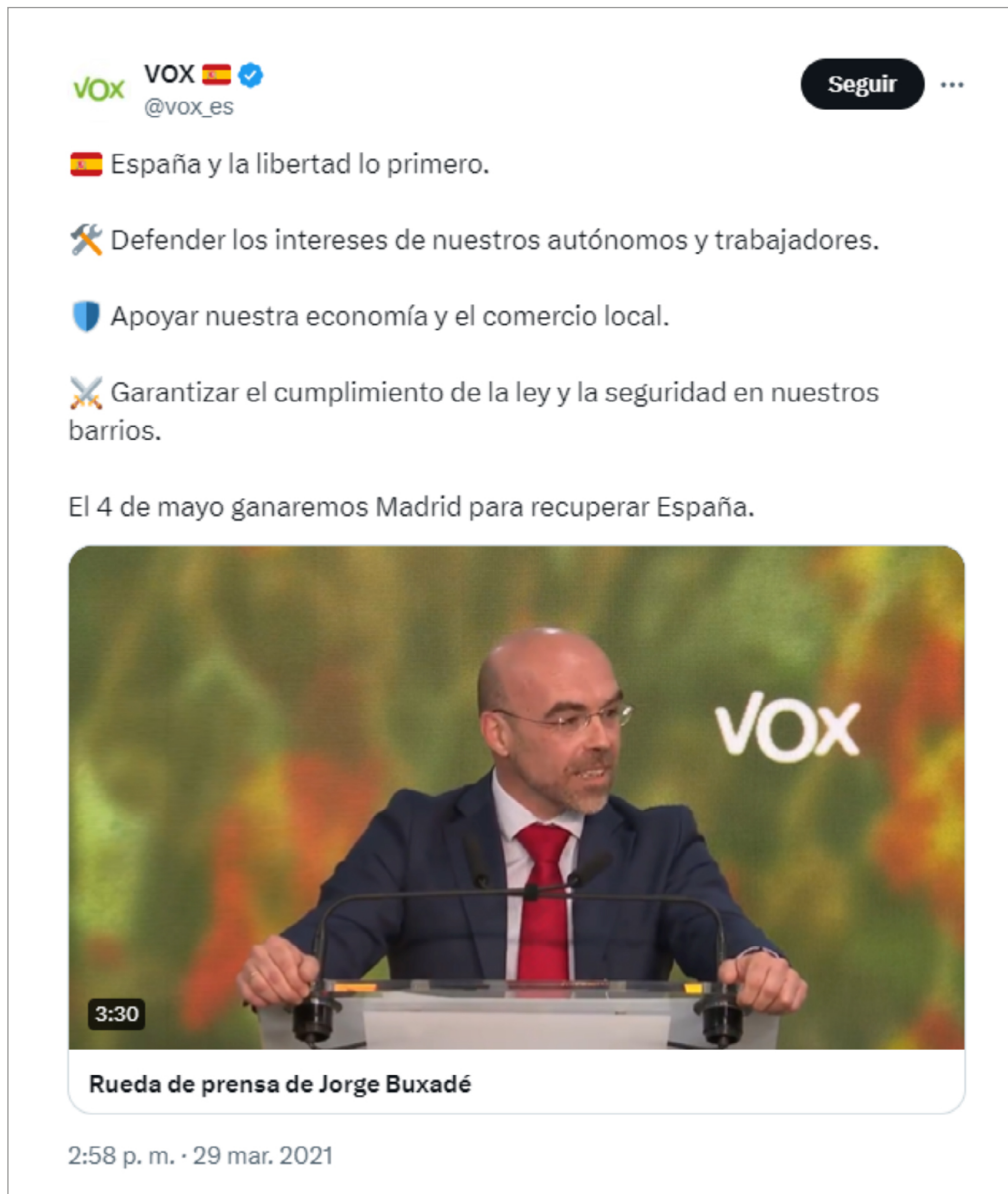 VOX
VOX 🇪🇸
@vox_es
Seguir
🇪🇸 España y la libertad lo primero.
🛠 Defender los intereses de nuestros autónomos y trabajadores.
🛡 Apoyar nuestra economía y el comercio local.
⚔ Garantizar el cumplimiento de la ley y la seguridad en nuestros
barrios.
El 4 de mayo ganaremos Madrid para recuperar España.
VOX
3:30
Rueda de prensa de Jorge Buxadé
2:58 p. m. · 29 mar. 2021